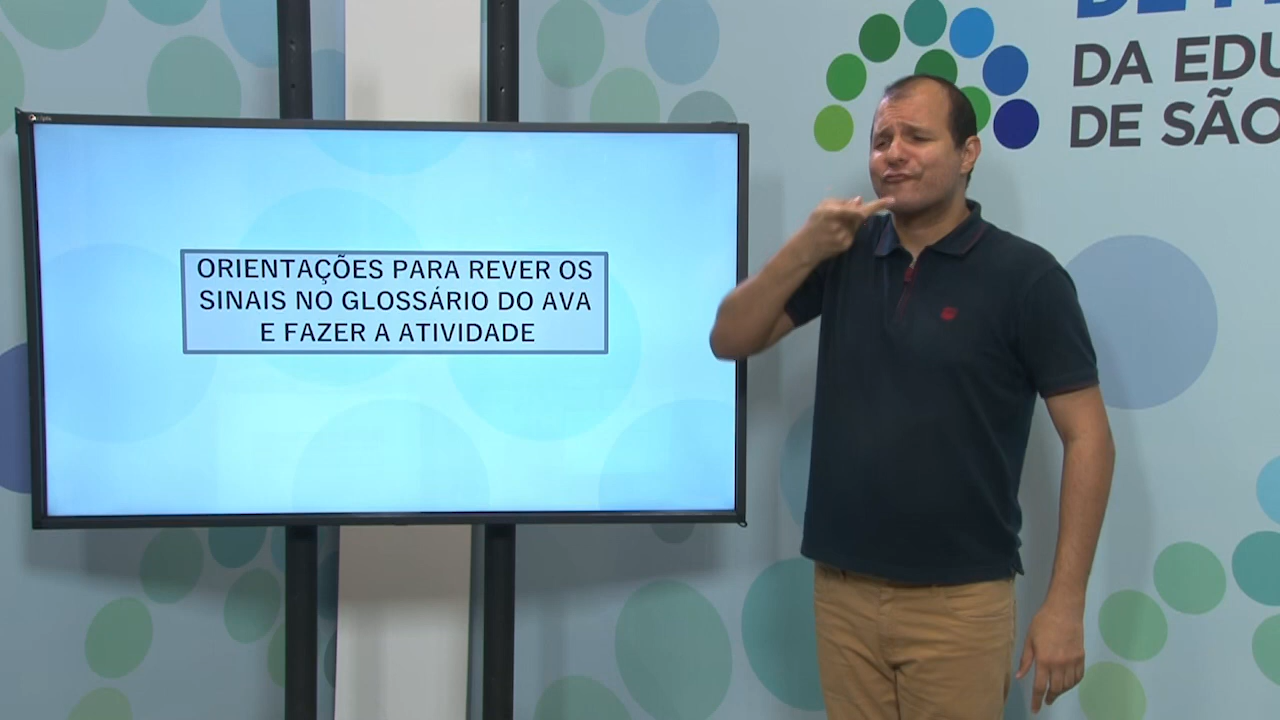 ORIENTAÇÕES PARA REVER OS
SINAIS NO GLOSSÁRIO DO AVA
E FAZER A ATIVIDADE
DA EDU
DE SÃO